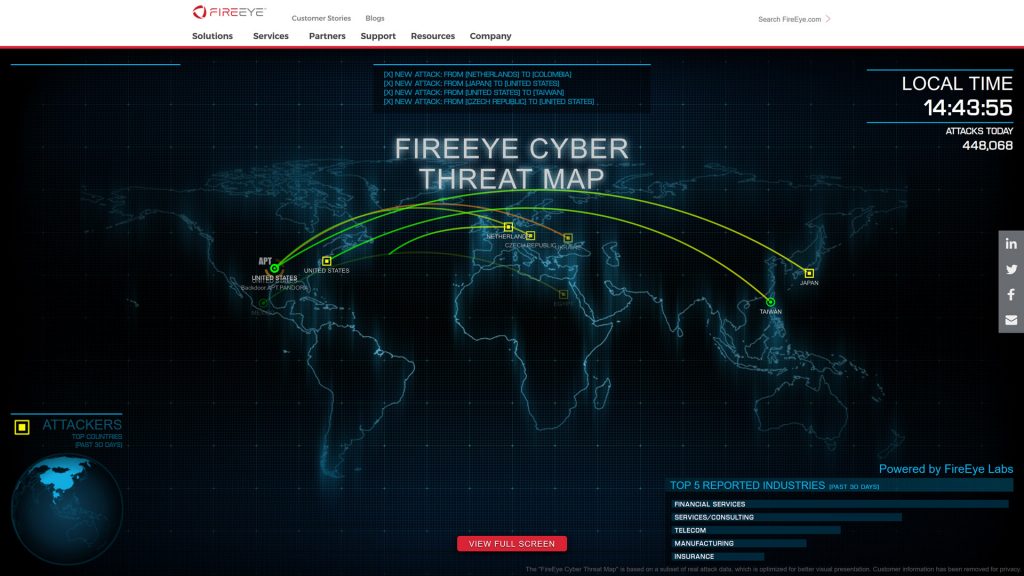 FIREEYE™
Customer Stories
Blogs
Search FireEye.com
Solutions
Services
Partners
Support
Resources
Company
[X] NEW ATTACK: FROM [NETHERLANDS] TO [COLOMBIA]
[X] NEW ATTACK: FROM [JAPAN] TO [UNITED STATES]
[X] NEW ATTACK: FROM [UNITED STATES] TO [TAIWAN]
[X] NEW ATTACK: FROM [CZECH REPUBLIC] TO [UNITED STATES]
LOCAL TIME
14:43:55
ATTACKS TODAY
448,068
FIREEYE CYBER
THREAT MAP
NETHERLANDS
CZECH REPUBLIC
APT
UNITED STATES
Backdoor.APT.PANDORA
UNITED STATES
MEXICO
EGYPT
JAPAN
TAIWAN
in
f
ATTACKERS
TOP COUNTRIES
(PAST 30 DAYS)
Powered by FireEye Labs
TOP 5 REPORTED INDUSTRIES (PAST 30 DAYS)
FINANCIAL SERVICES
SERVICES/CONSULTING
TELECOM
MANUFACTURING
INSURANCE
VIEW FULL SCREEN
The "FireEye Cyber Threat Map" is based on a subset of real attack data, which is optimized for better visual presentation. Customer information has been removed for privacy.